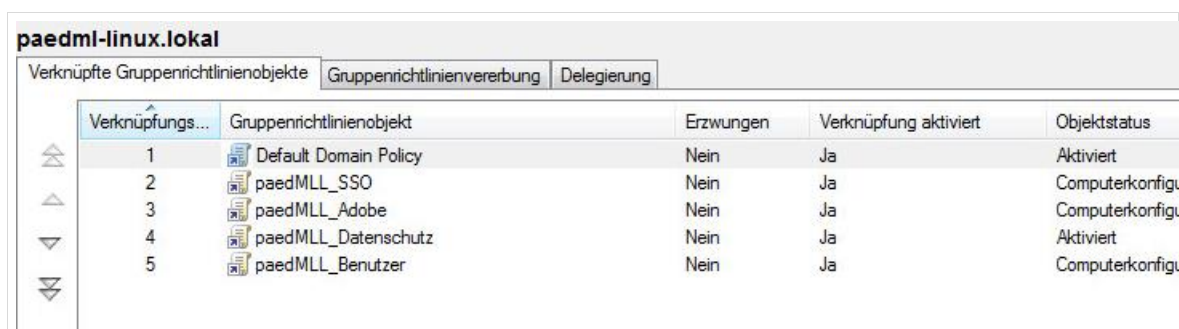 paedml-linux.lokal
Verknüpfte Gruppenrichtlinienobjekte Gruppenrichtlinienvererbung Delegierung
Verknüpfungs... Gruppenrichtlinienobjekt Erzwungen Verknüpfung aktiviert Objektstatus
1 Default Domain Policy Nein Ja Aktiviert
2 paedMLL_SSO Nein Ja Computerkonfigu
3 paedMLL_Adobe Nein Ja Computerkonfigu
4 paedMLL_Datenschutz Nein Ja Aktiviert
5 paedMLL_Benutzer Nein Ja Computerkonfigu